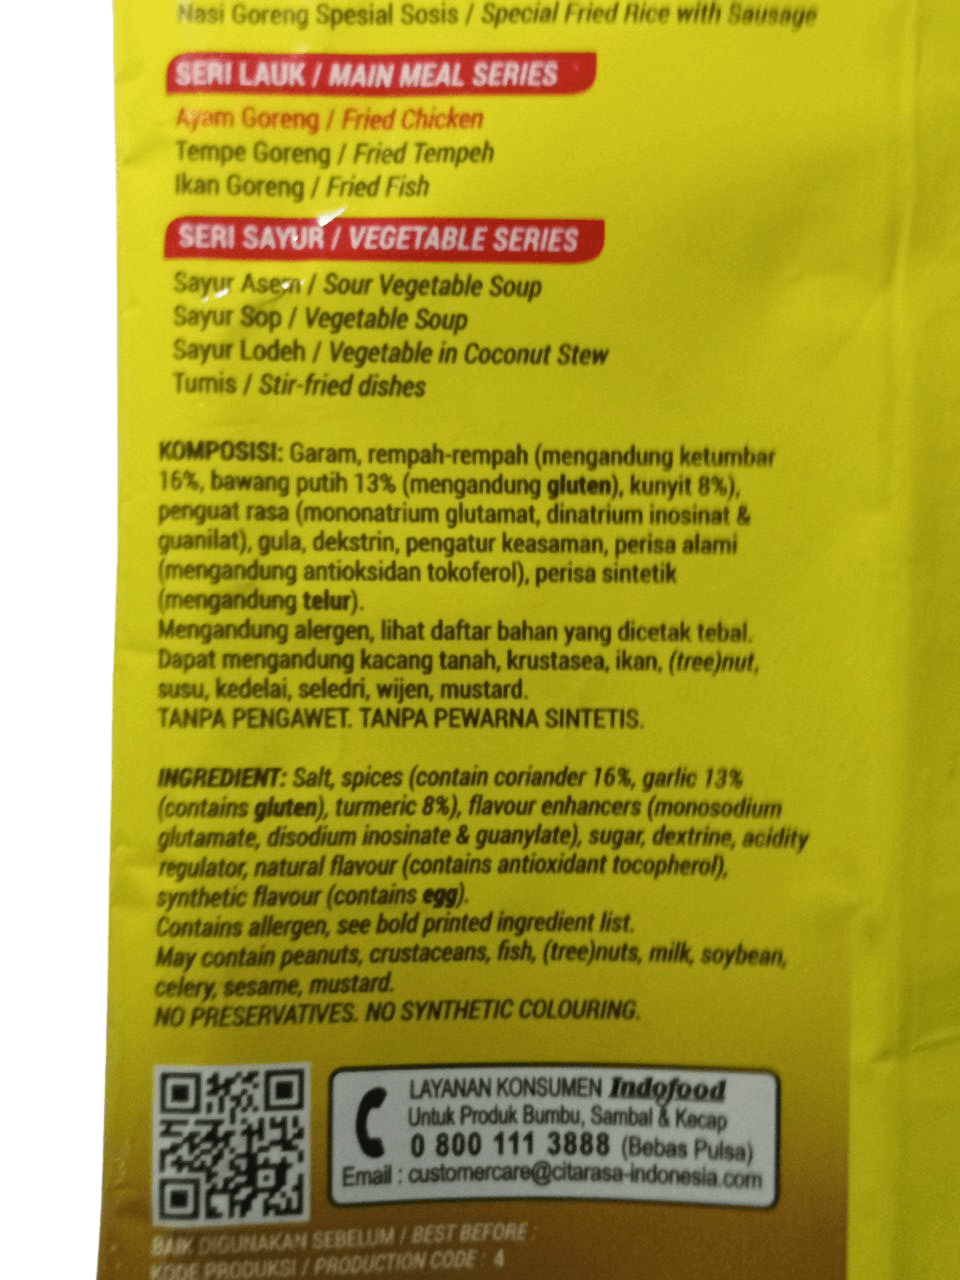 Nasi Goreng Spesial Sosis / Special Fried Rice with Sausage
SERI LAUK / MAIN MEAL SERIES
Ayam Goreng / Fried Chicken
Tempe Goreng / Fried Tempeh
Ikan Goreng / Fried Fish
SERI SAYUR / VEGETABLE SERIES
Sayur Asem / Sour Vegetable Soup
Sayur Sop / Vegetable Soup
Sayur Lodeh / Vegetable in Coconut Stew
Tumis / Stir-fried dishes
KOMPOSISI: Garam, rempah-rempah (mengandung ketumbar
16%, bawang putih 13% (mengandung gluten), kunyit 8%),
penguat rasa (mononatrium glutamat, dinatrium inosinat &
guanilat), gula, dekstrin, pengatur keasaman, perisa alami
(mengandung antioksidan tokoferol), perisa sintetik
(mengandung telur).
Mengandung alergen, lihat daftar bahan yang dicetak tebal.
Dapat mengandung kacang tanah, krustasea, ikan, (tree)nut,
susu, kedelai, seledri, wijen, mustard.
TANPA PENGAWET. TANPA PEWARNA SINTETIS.
INGREDIENT: Salt, spices (contain coriander 16%, garlic 13%
(contains gluten), turmeric 8%), flavour enhancers (monosodium
glutamate, disodium inosinate & guanylate), sugar, dextrine, acidity
regulator, natural flavour (contains antioxidant tocopherol),
synthetic flavour (contains egg).
Contains allergen, see bold printed ingredient list.
May contain peanuts, crustaceans, fish, (tree)nuts, milk, soybean,
celery, sesame, mustard.
NO PRESERVATIVES. NO SYNTHETIC COLOURING.
LAYANAN KONSUMEN Indofood
Untuk Produk Bumbu, Sambal & Kecap
0 800 111 3888 (Bebas Pulsa)
Email : customercare@citarasa-indonesia.com
BAIK DIGUNAKAN SEBELUM / BEST BEFORE :
KODE PRODUKSI / PRODUCTION CODE : 4